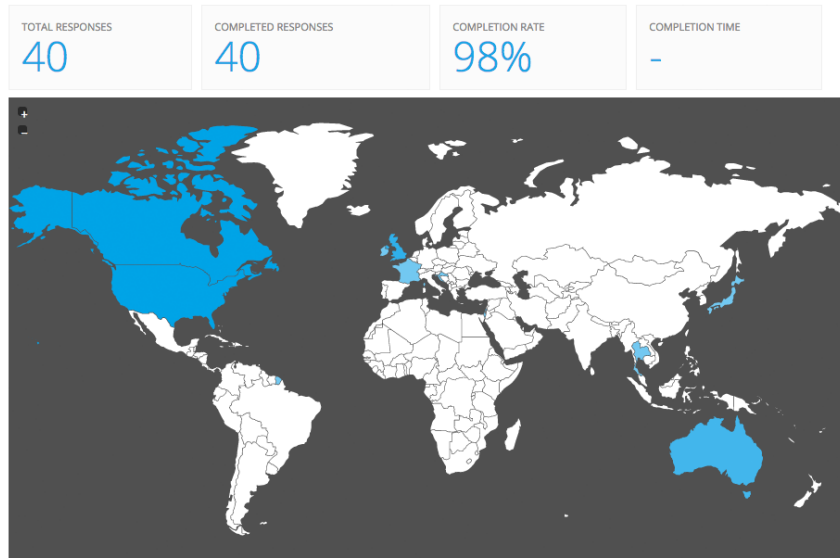 TOTAL RESPONSES
40
COMPLETED RESPONSES
40
COMPLETION RATE
98%
COMPLETION TIME
-
+
−